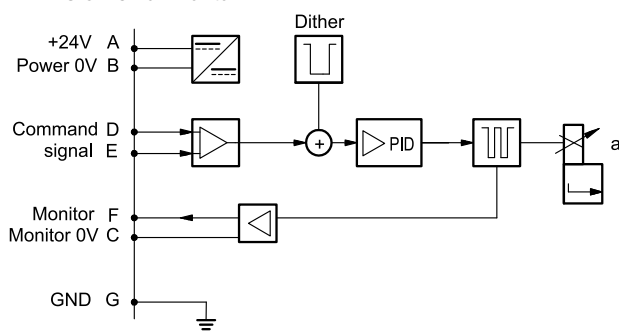 Dither
+24V A
Power 0V B
Command D
signal E
+
PID
a
Monitor F
Monitor 0V C
GND G